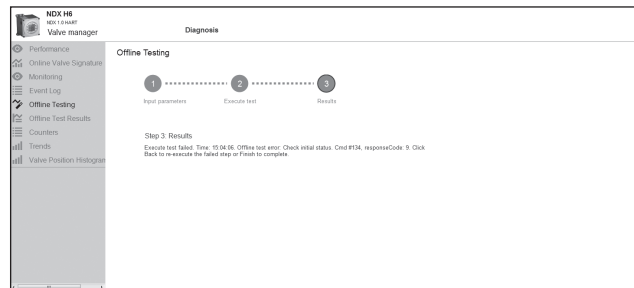 NDX H6
NDX 1.0 HART
Valve manager
Diagnosis
Performance
Online Valve Signature
Monitoring
Event Log
Offline Testing
Offline Test Results
Counters
Trends
Valve Position Histogram
Offline Testing
1
2
3
Input parameters
Execute test
Results
Step 3: Results
Execute test failed. Time: 15:04:06. Offline test error: Check initial status. Cmd #134, responseCode: 9. Click
Back to re-execute the failed step or Finish to complete.